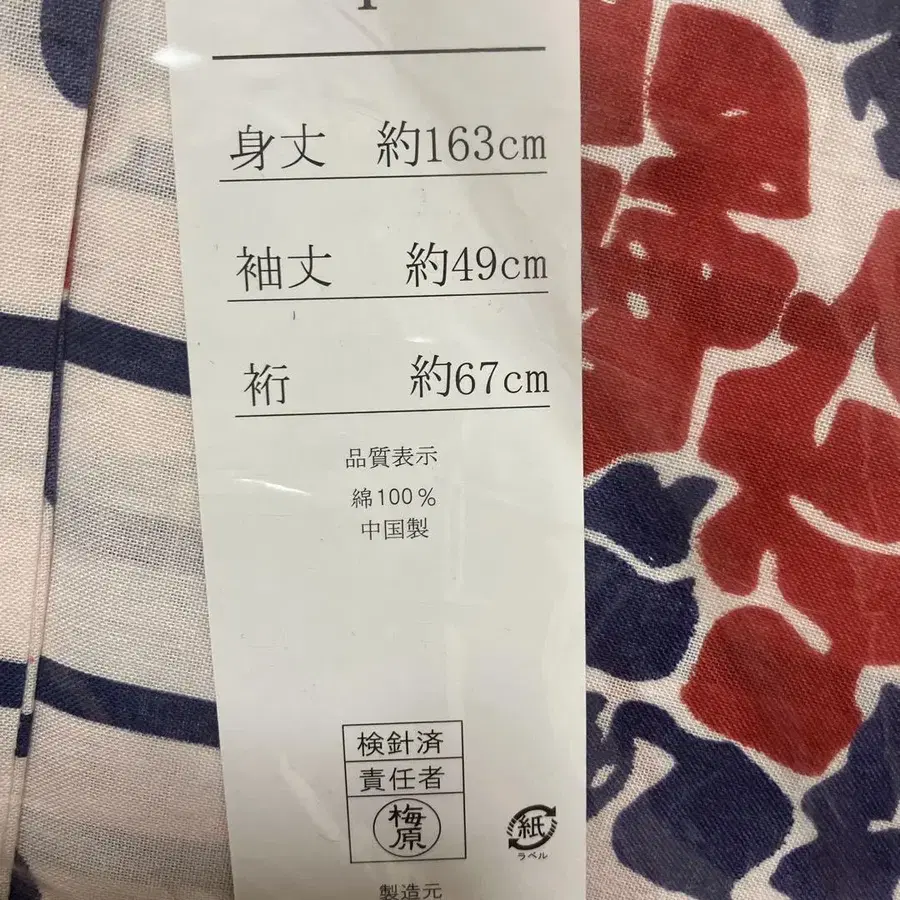 身丈 約163cm
袖丈 約49cm
裄 約67cm
品質表示
綿100%
中国製
検針済
責任者
梅原
紙
ラベル
製造元